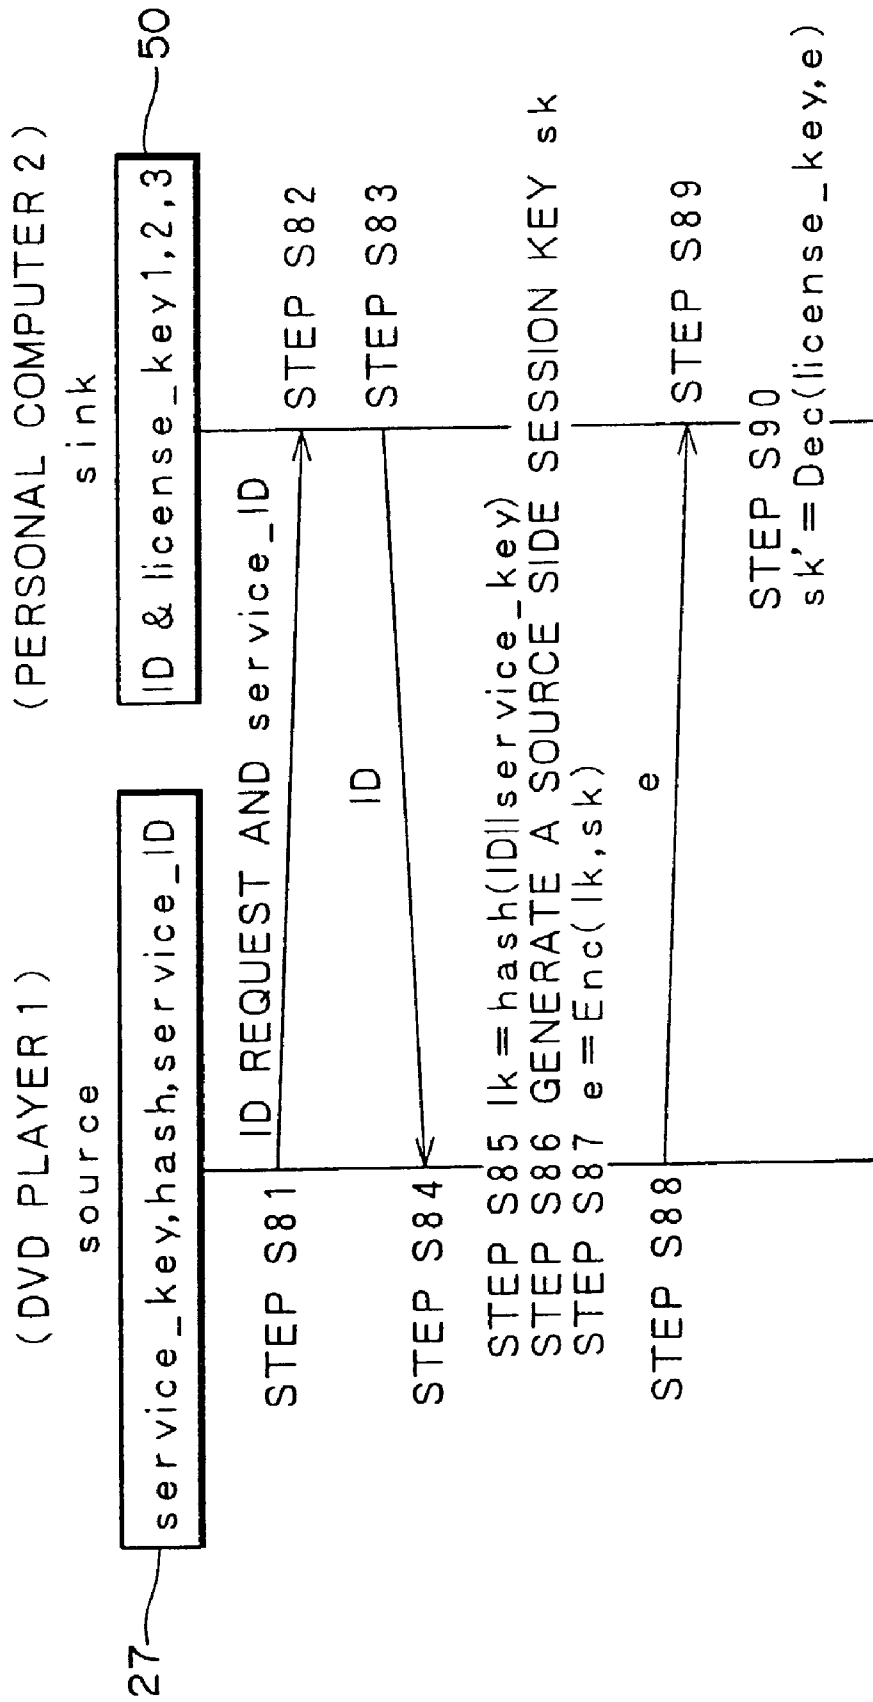 (DVD PLAYER 1)
source
(PERSONAL COMPUTER 2)
sink
27
service_key,hash,service_ID
ID & license_key1,2,3
50
ID REQUEST AND service_ID
STEP S81
STEP S82
ID
STEP S83
STEP S84
STEP S85 lk=hash(ID||service_key)
STEP S86 GENERATE A SOURCE SIDE SESSION KEY sk
STEP S87 e=Enc(lk,sk)
e
STEP S88
STEP S89
STEP S90
sk'=Dec(license_key,e)